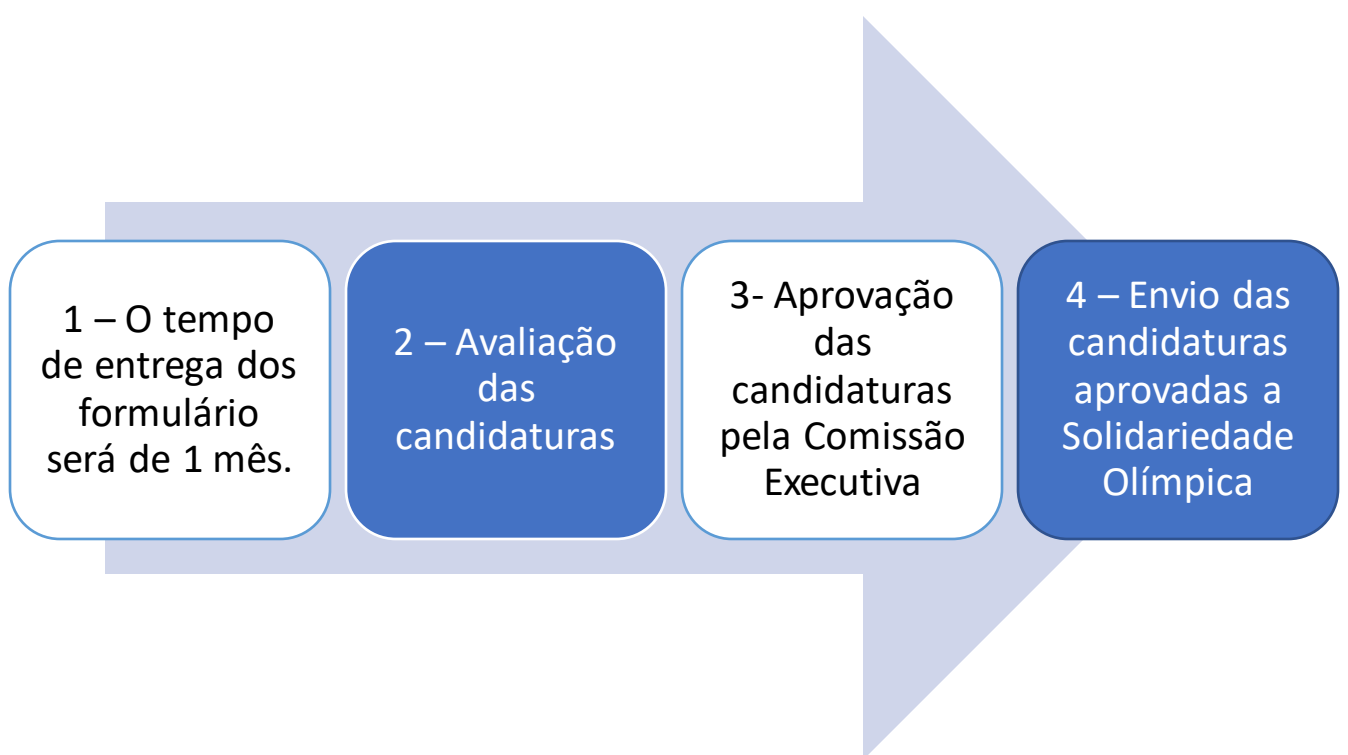 1 – O tempo
de entrega dos
formulário
será de 1 mês.
2 – Avaliação
das
candidaturas
3- Aprovação
das
candidaturas
pela Comissão
Executiva
4 – Envio das
candidaturas
aprovadas a
Solidariedade
Olímpica